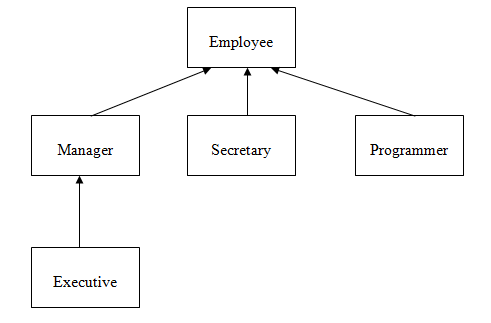 Employee
Manager
Secretary
Programmer
Executive